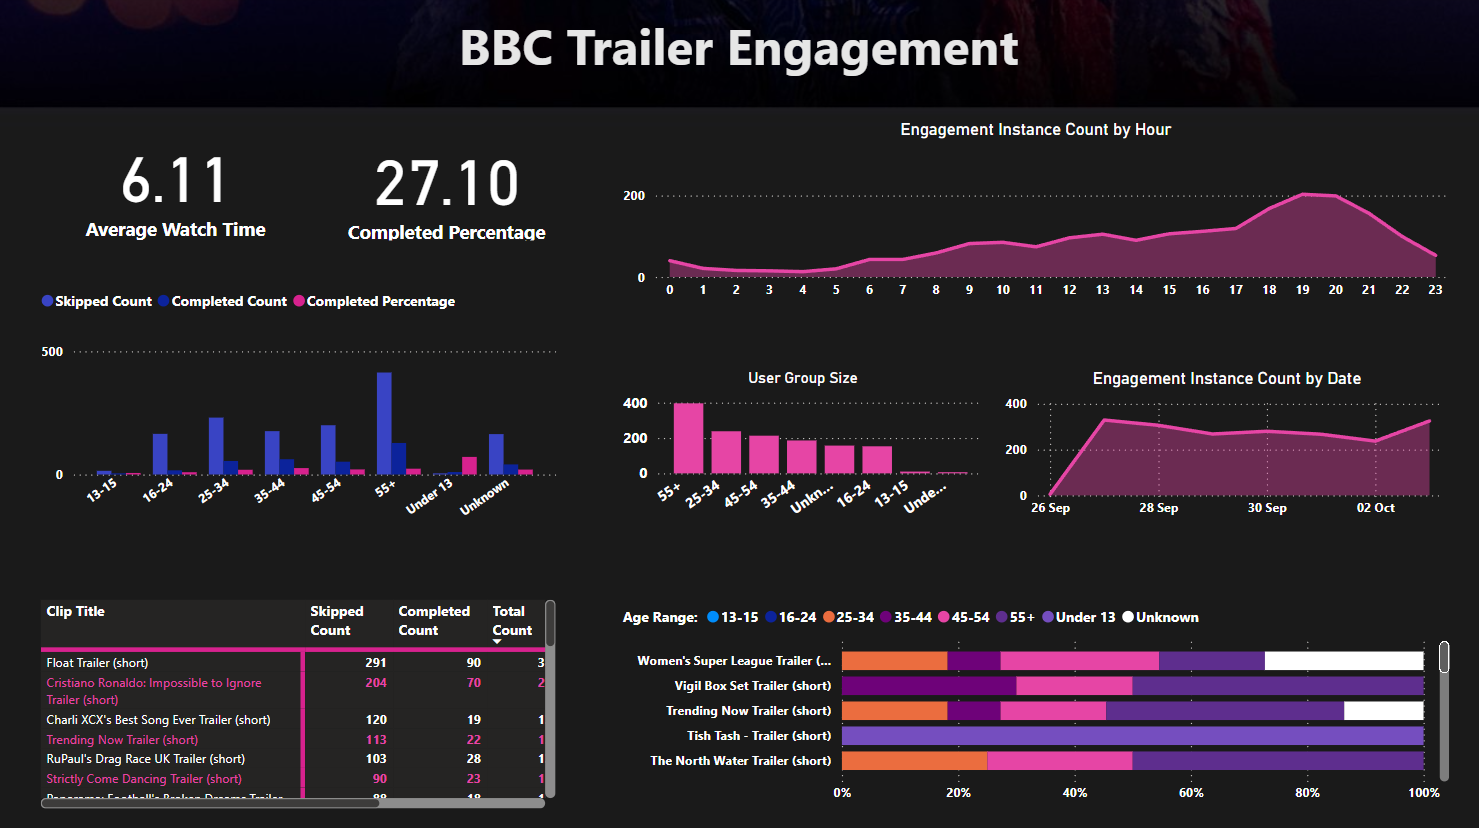 BBC Trailer Engagement
6.11
Average Watch Time
27.10
Completed Percentage
Engagement Instance Count by Hour
200
0
0 1 2 3 4 5 6 7 8 9 10 11 12 13 14 15 16 17 18 19 20 21 22 23
Skipped Count Completed Count Completed Percentage
500
0
13-15 16-24 25-34 35-44 45-54 55+ Under 13 Unknown
User Group Size
400
200
0
55+ 25-34 45-54 35-44 Unkn... 16-24 13-15 Unde...
Engagement Instance Count by Date
400
200
0
26 Sep 28 Sep 30 Sep 02 Oct
Clip Title Skipped Count Completed Count Total Count
Float Trailer (short) 291 90 3
Cristiano Ronaldo: Impossible to Ignore
Trailer (short) 204 70 2
Charli XCX's Best Song Ever Trailer (short) 120 19 1
Trending Now Trailer (short) 113 22 1
RuPaul's Drag Race UK Trailer (short) 103 28 1
Strictly Come Dancing Trailer (short) 90 23 1
Age Range: 13-15 16-24 25-34 35-44 45-54 55+ Under 13 Unknown
Women's Super League Trailer (...
Vigil Box Set Trailer (short)
Trending Now Trailer (short)
Tish Tash - Trailer (short)
The North Water Trailer (short)
0% 20% 40% 60% 80% 100%